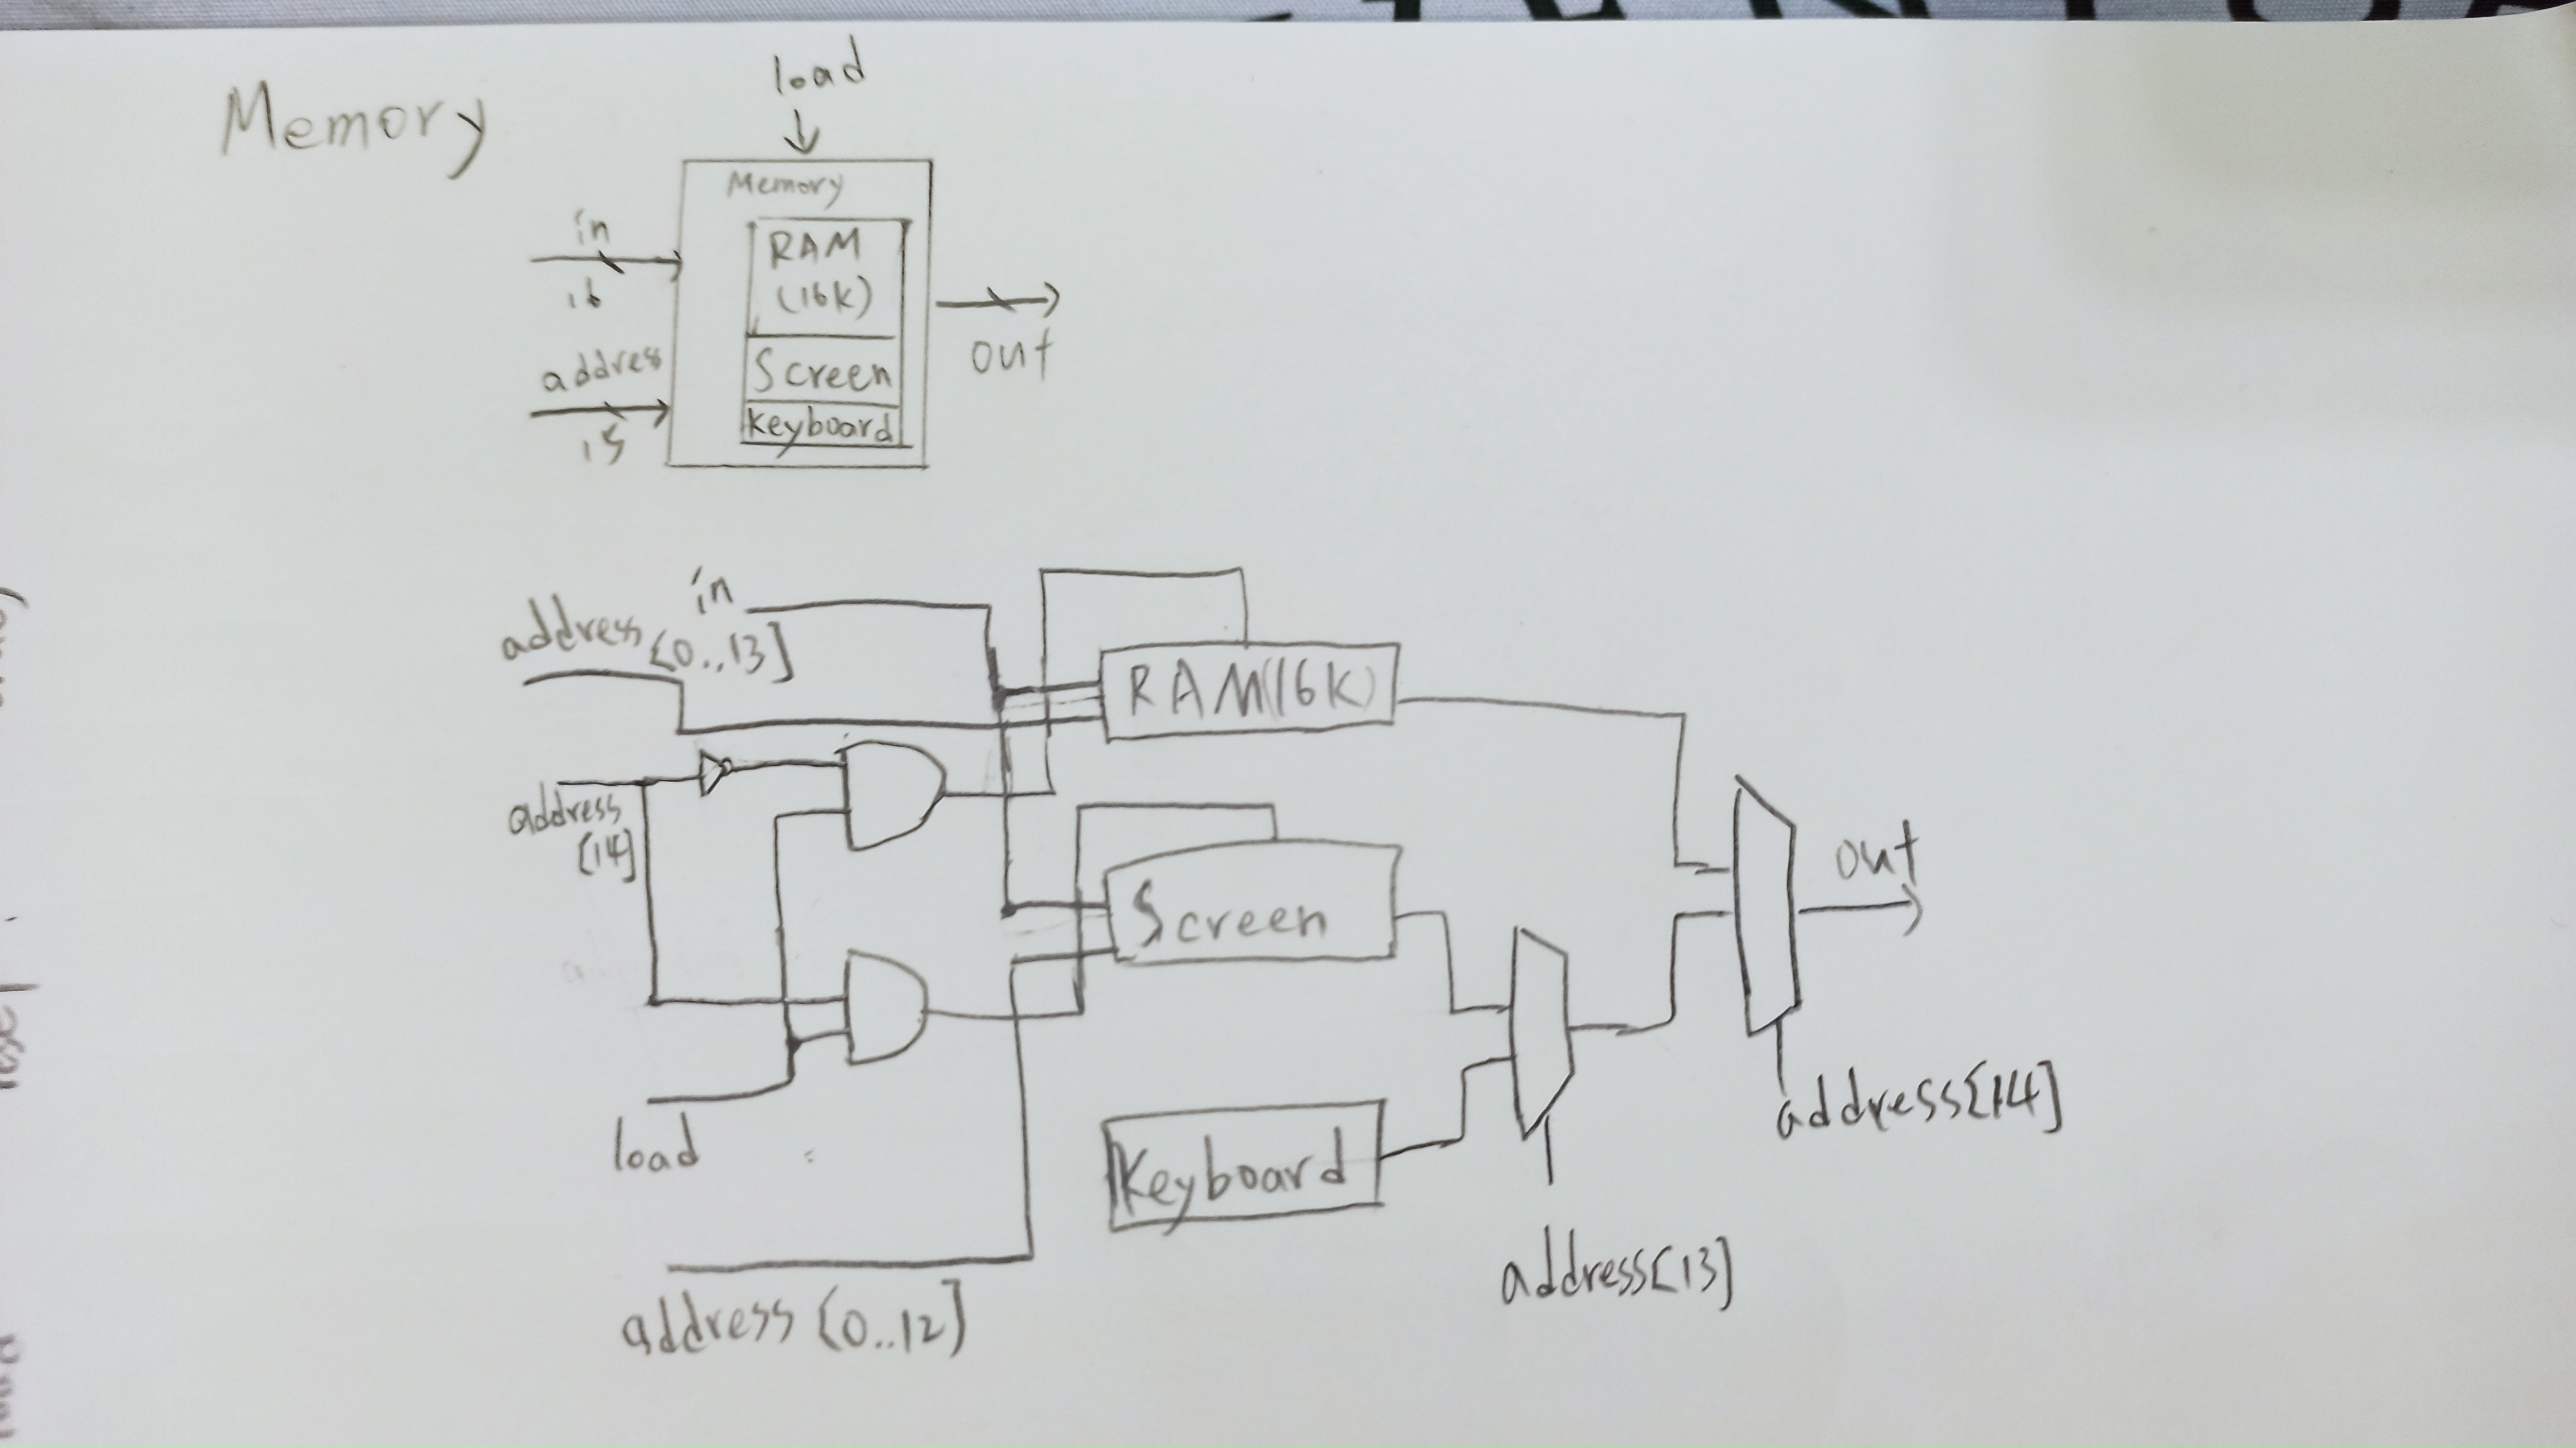 Memory
load
Memory
in
16
RAM
(16K)
out
address
15
Screen
Keyboard
in
address
[0..13]
RAM(16K)
address
[14]
Screen
out
load
Keyboard
address[14]
address[13]
address[0..12]